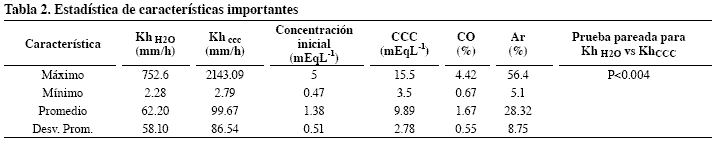 Tabla 2. Estadística de características importantes
Característica Kh H2O (mm/h) Kh ccc (mm/h) Concentración inicial (mEqL-1) CCC (mEqL-1) CO (%) Ar (%) Prueba pareada para Kh H2O vs KhCCC
Máximo 752.6 2143.09 5 15.5 4.42 56.4 P<0.004
Mínimo 2.28 2.79 0.47 3.5 0.67 5.1
Promedio 62.20 99.67 1.38 9.89 1.67 28.32
Desv. Prom. 58.10 86.54 0.51 2.78 0.55 8.75